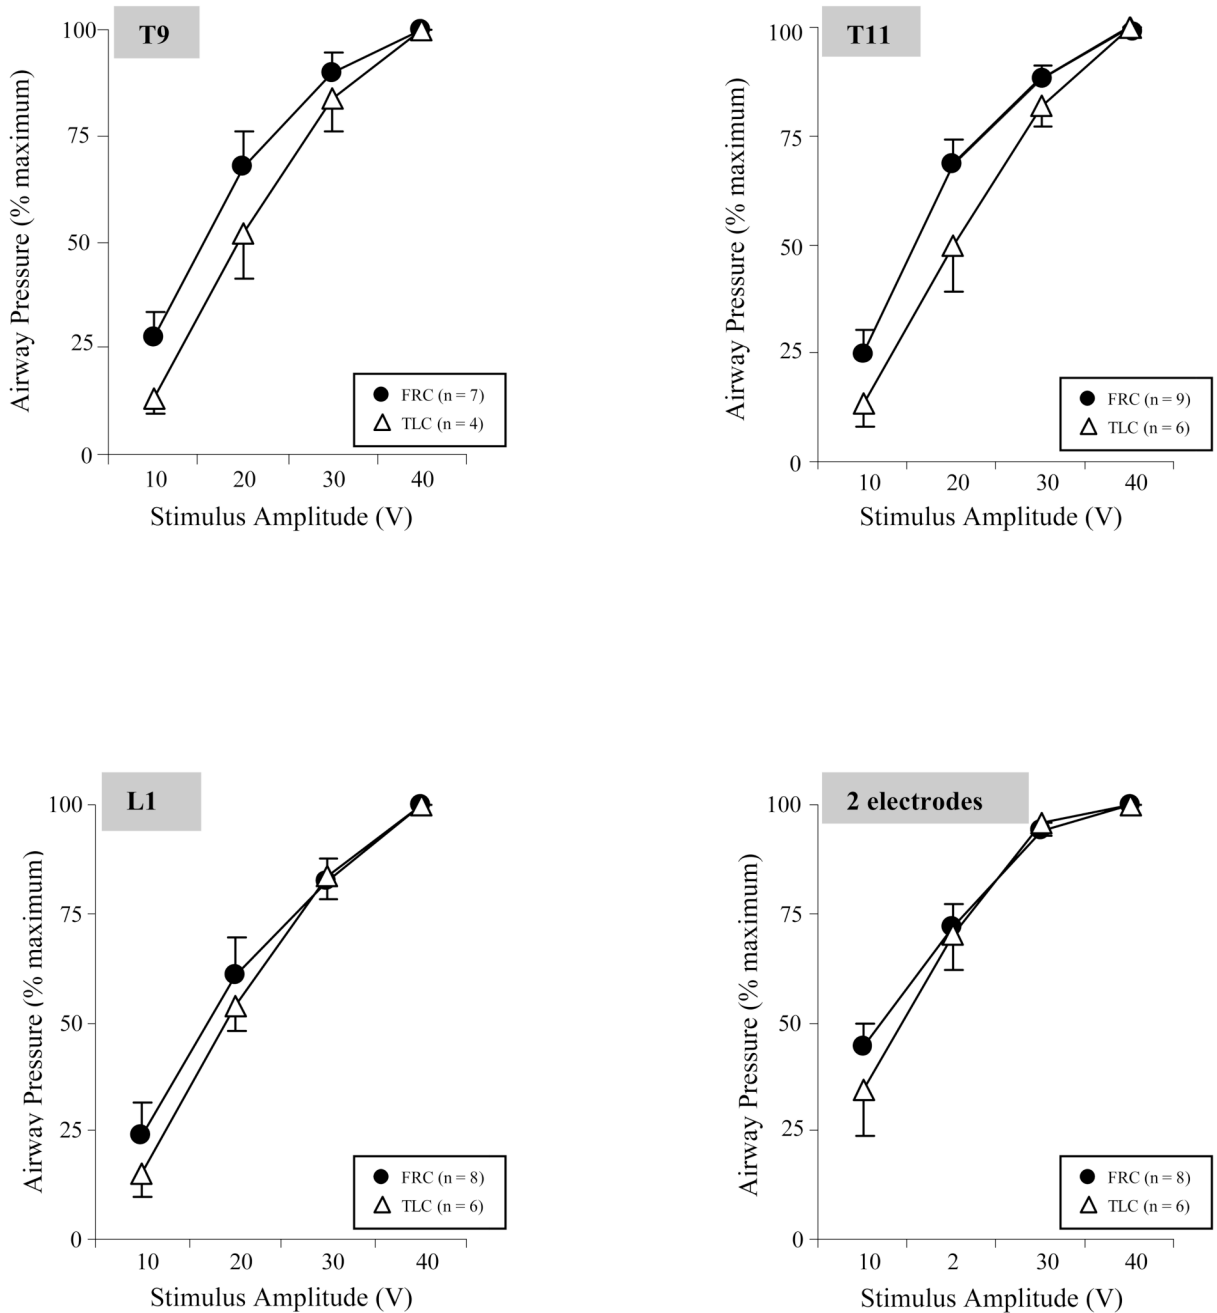 T9
100
75
50
25
0
Airway Pressure (% maximum)
FRC (n = 7)
TLC (n = 4)
10 20 30 40
Stimulus Amplitude (V)
T11
100
75
50
25
0
Airway Pressure (% maximum)
FRC (n = 9)
TLC (n = 6)
10 20 30 40
Stimulus Amplitude (V)
L1
100
75
50
25
0
Airway Pressure (% maximum)
FRC (n = 8)
TLC (n = 6)
10 20 30 40
Stimulus Amplitude (V)
2 electrodes
100
75
50
25
0
Airway Pressure (% maximum)
FRC (n = 8)
TLC (n = 6)
10 2 30 40
Stimulus Amplitude (V)